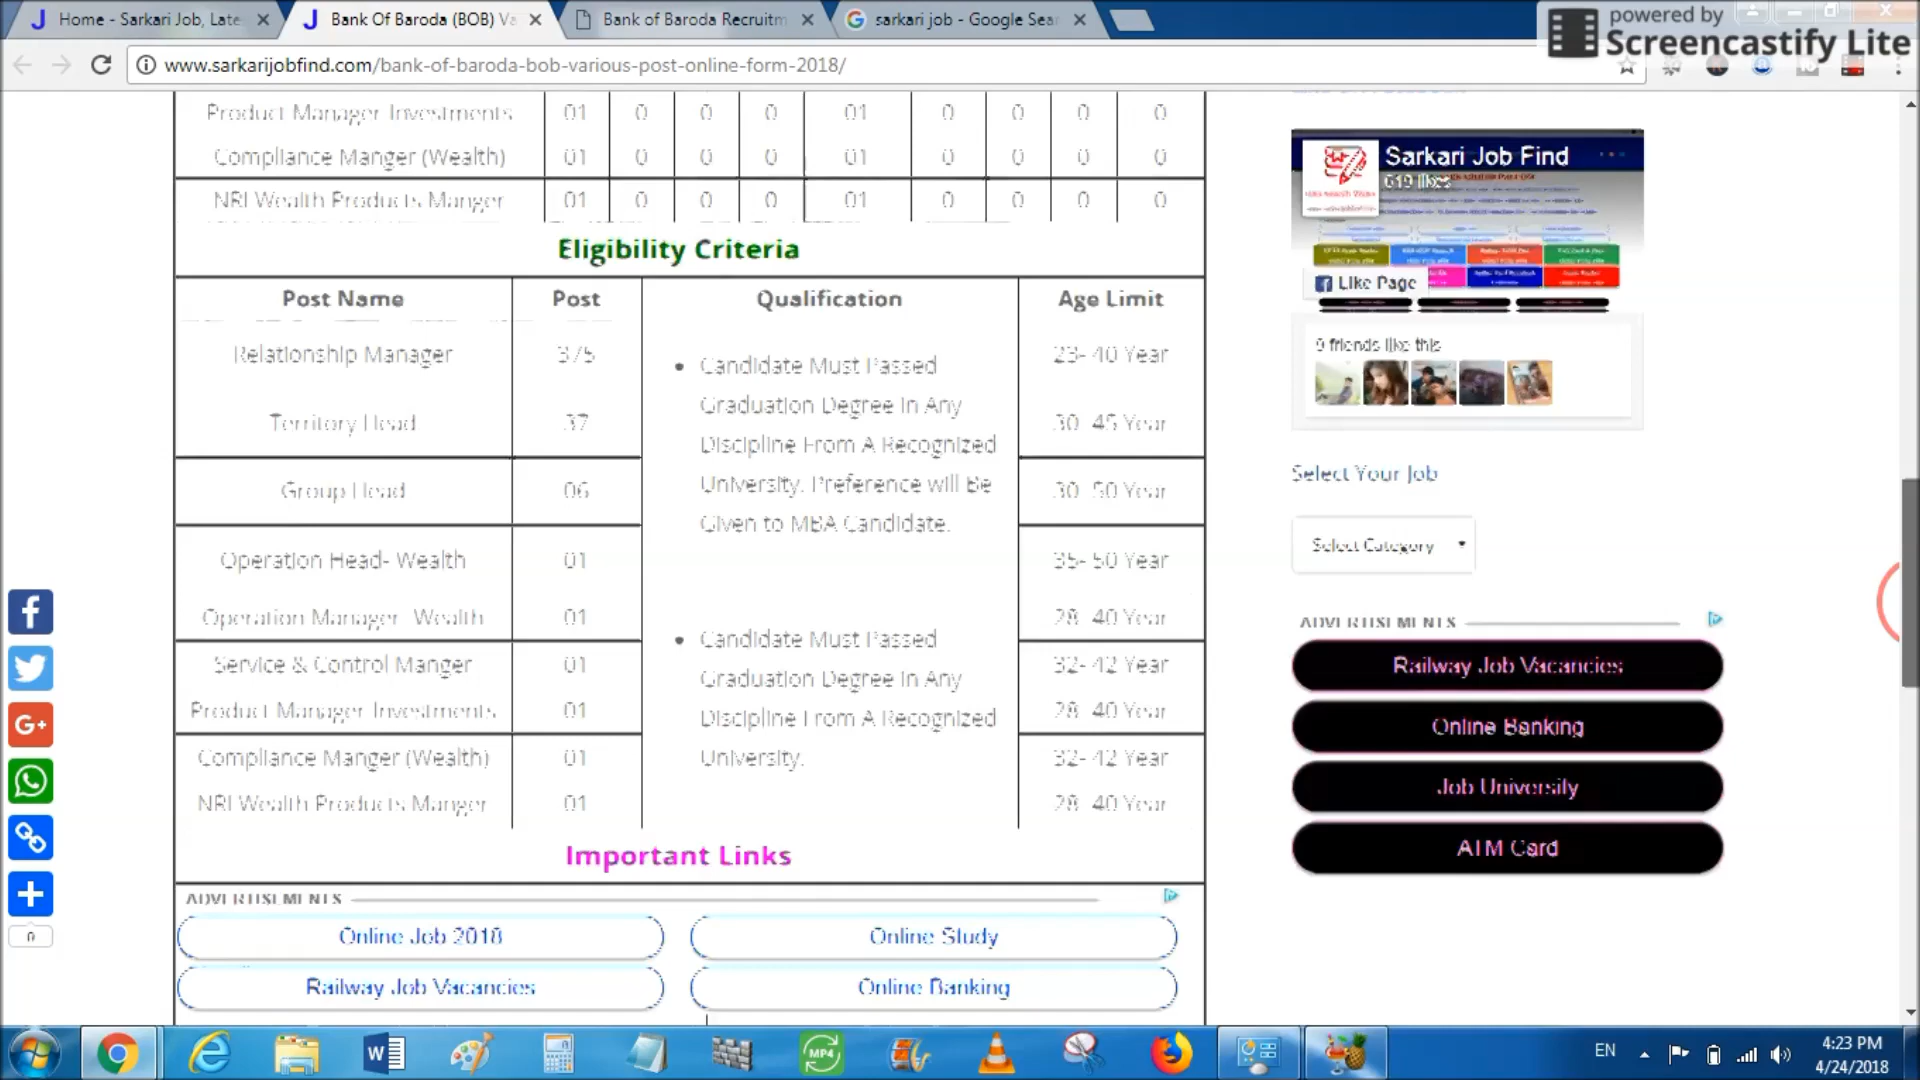 Home - Sarkari Job, Late
Bank Of Baroda (BOB) Va
Bank of Baroda Recruitm
sarkari job - Google Sea
powered by
Screencastify Lite
www.sarkarijobfind.com/bank-of-baroda-bob-various-post-online-form-2018/
Product Manager Investments 01 0 0 0 01 0 0 0 0
Compliance Manger (Wealth) 01 0 0 0 01 0 0 0 0
NRI Wealth Products Manger 01 0 0 0 01 0 0 0 0
Eligibility Criteria
Post Name Post Qualification Age Limit
Relationship Manager 375 23- 40 Year
Territory Head 37 30- 45 Year
Group Head 06 30- 50 Year
Operation Head- Wealth 01 35- 50 Year
Operation Manager- Wealth 01 28- 40 Year
Service & Control Manger 01 32- 42 Year
Product Manager Investments 01 28- 40 Year
Compliance Manger (Wealth) 01 32- 42 Year
NRI Wealth Products Manger 01 28- 40 Year
• Candidate Must Passed
Graduation Degree In Any
Discipline From A Recognized
University. Preference will Be
Given to MBA Candidate.
• Candidate Must Passed
Graduation Degree In Any
Discipline From A Recognized
University.
Important Links
ADVERTISEMENTS
Online Job 2018
Online Study
Railway Job Vacancies
Online Banking
Sarkari Job Find
619 likes
Like Page
9 friends like this
Select Your Job
Select Category
ADVERTISEMENTS
Railway Job Vacancies
Online Banking
Job University
ATM Card
G+
0
MP4
EN
4:23 PM
4/24/2018